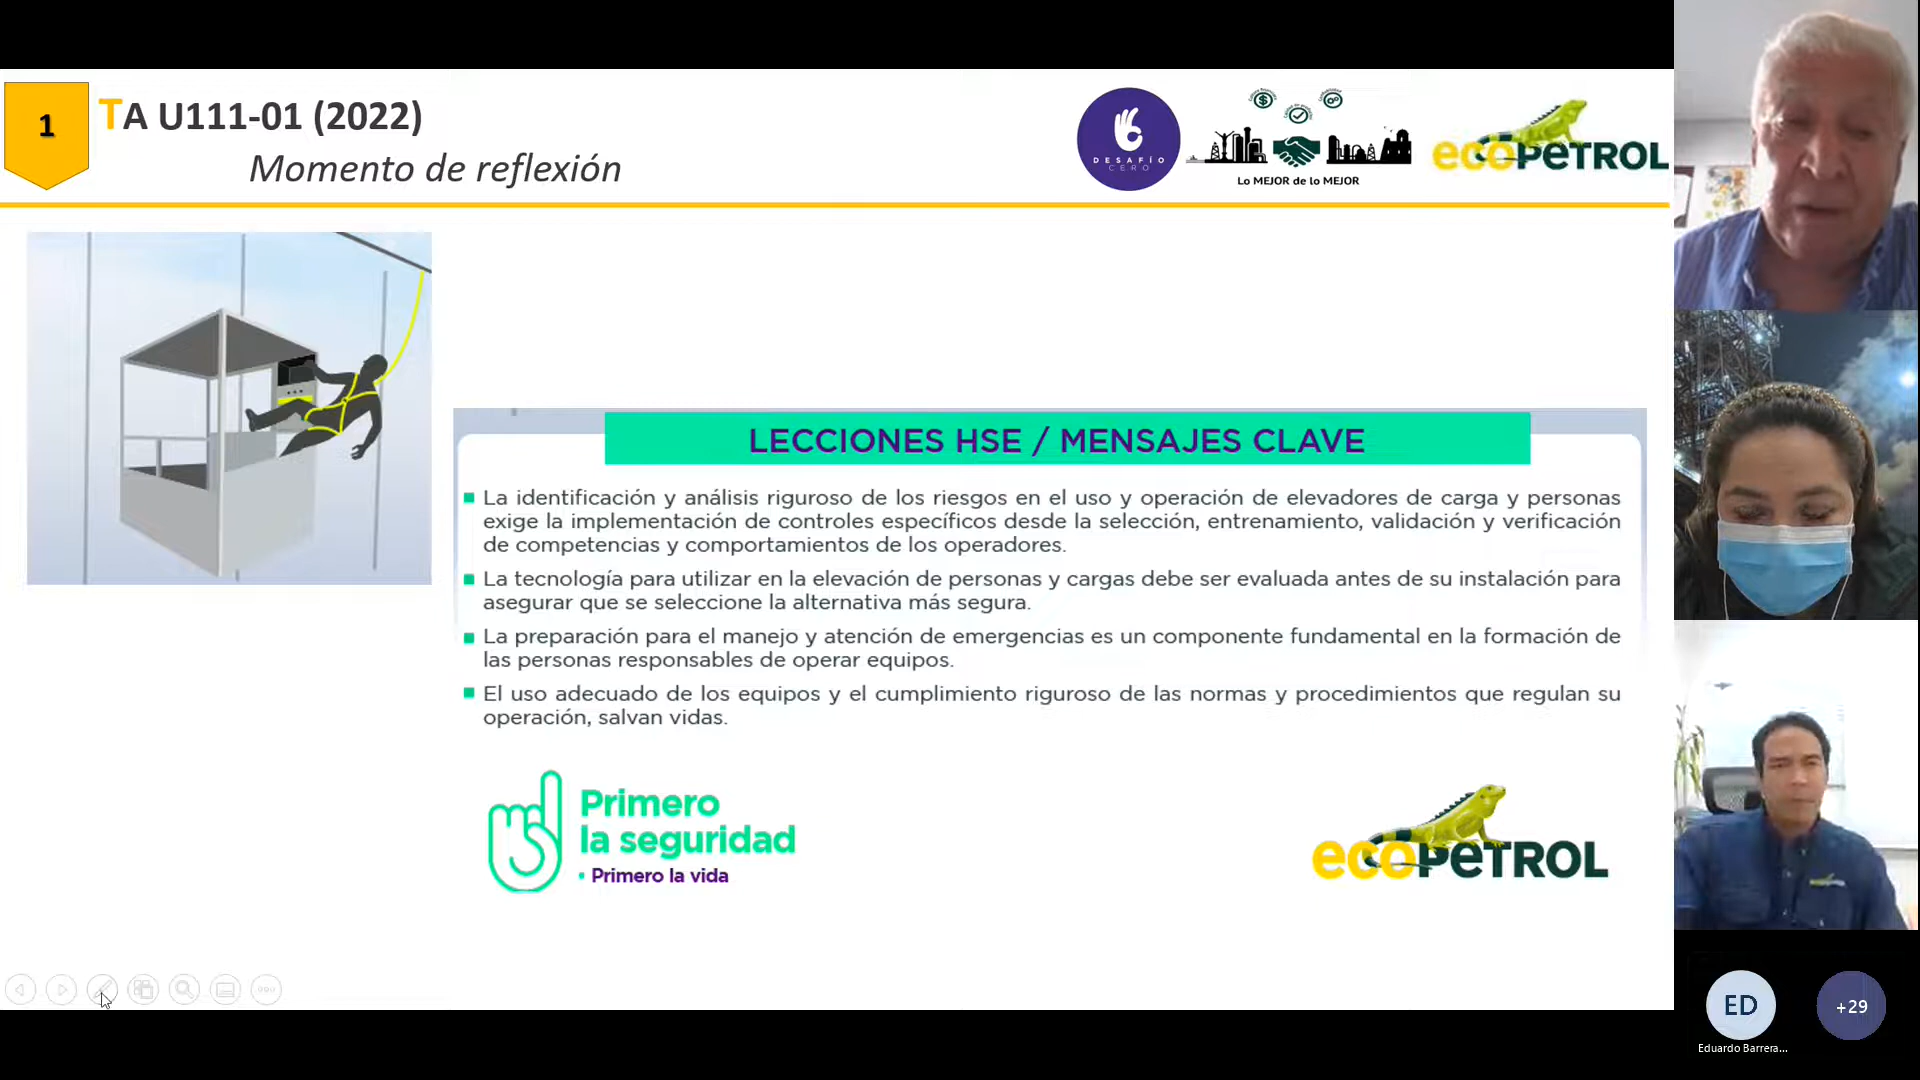 1
TA U111-01 (2022)
Momento de reflexión
DESAFÍO
CERO
Lo MEJOR de lo MEJOR
ecoPETROL
LECCIONES HSE / MENSAJES CLAVE
La identificación y análisis riguroso de los riesgos en el uso y operación de elevadores de carga y personas
exige la implementación de controles específicos desde la selección, entrenamiento, validación y verificación
de competencias y comportamientos de los operadores.
La tecnología para utilizar en la elevación de personas y cargas debe ser evaluada antes de su instalación para
asegurar que se seleccione la alternativa más segura.
La preparación para el manejo y atención de emergencias es un componente fundamental en la formación de
las personas responsables de operar equipos.
El uso adecuado de los equipos y el cumplimiento riguroso de las normas y procedimientos que regulan su
operación, salvan vidas.
Primero
la seguridad
Primero la vida
ecoPETROL
ED
+29
Eduardo Barrera...